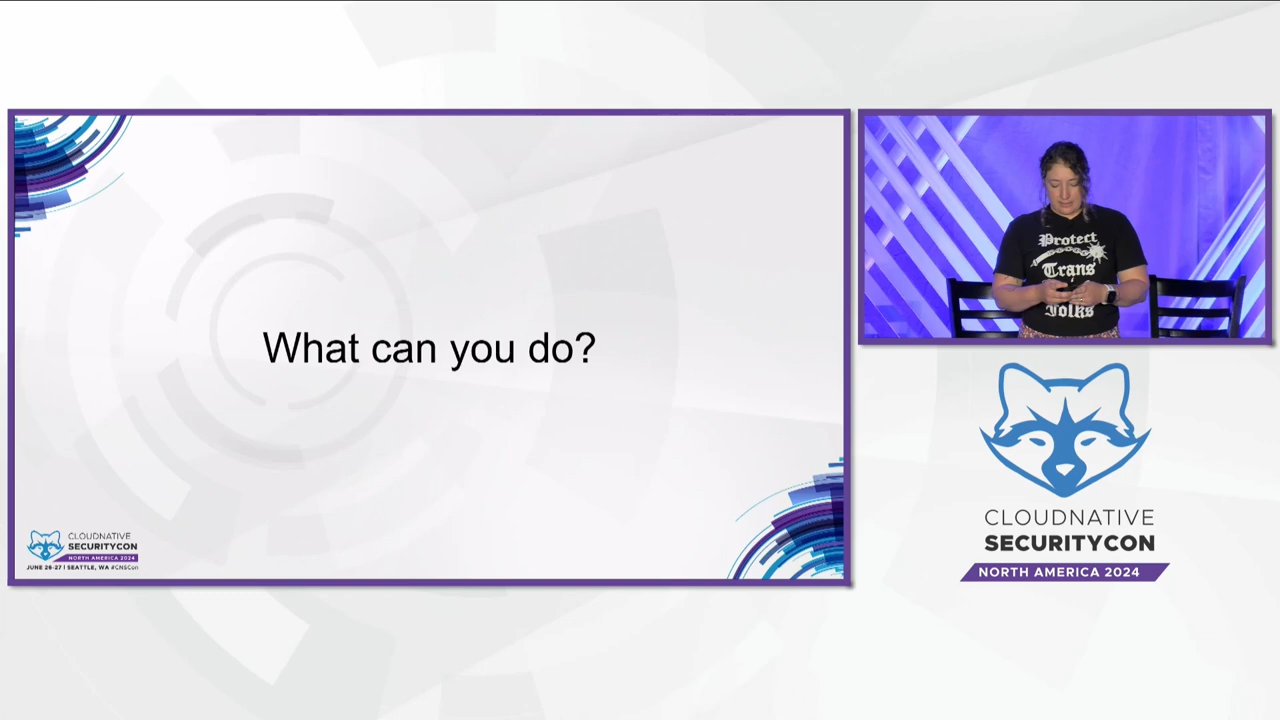 What can you do?
CLOUDNATIVE
SECURITYCON
NORTH AMERICA 2024
JUNE 26-27 | SEATTLE, WA #CNSCon
Protect
Trans
Folks
CLOUDNATIVE
SECURITYCON
NORTH AMERICA 2024